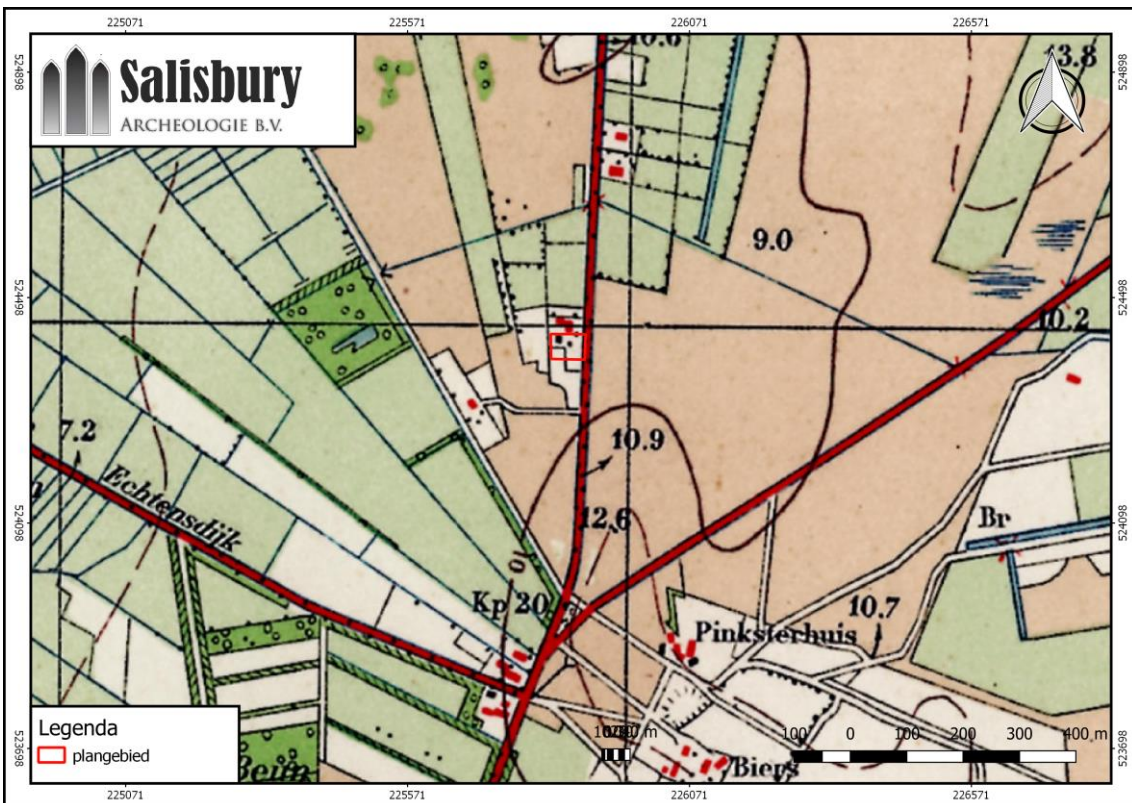 225071 225571 226071 226571
Salisbury
ARCHEOLOGIE B.V.
524898
524898
13.8
9.0
524498
524498
10.2
10.9
7.2
Echtensdijk
12.6
524098
524098
Br
Kp 20
10.7
Pinksterhuis
Legenda
plangebied
100 0 100 200 300 400 m
Biers
523698
523698
225071 225571 226071 226571